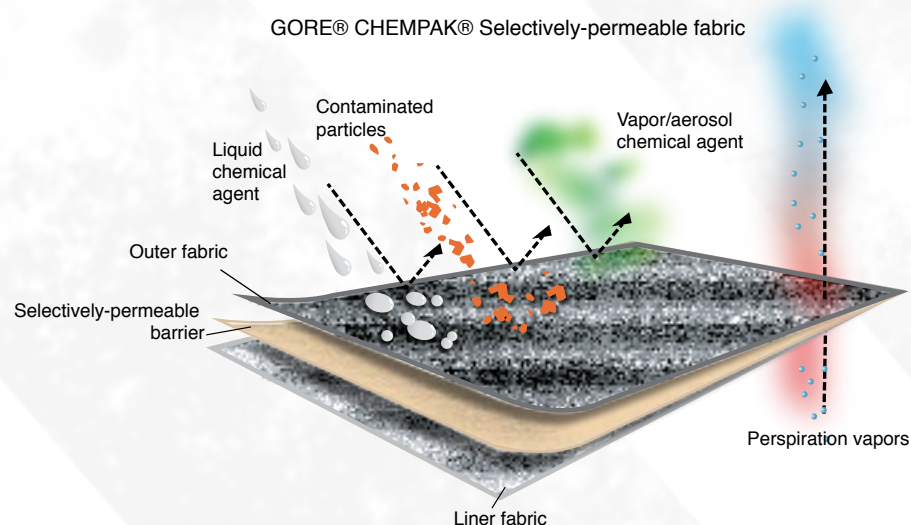 GORE® CHEMPAK® Selectively-permeable fabric
Liquid
chemical
agent
Contaminated
particles
Vapor/aerosol
chemical agent
Outer fabric
Selectively-permeable
barrier
Perspiration vapors
Liner fabric